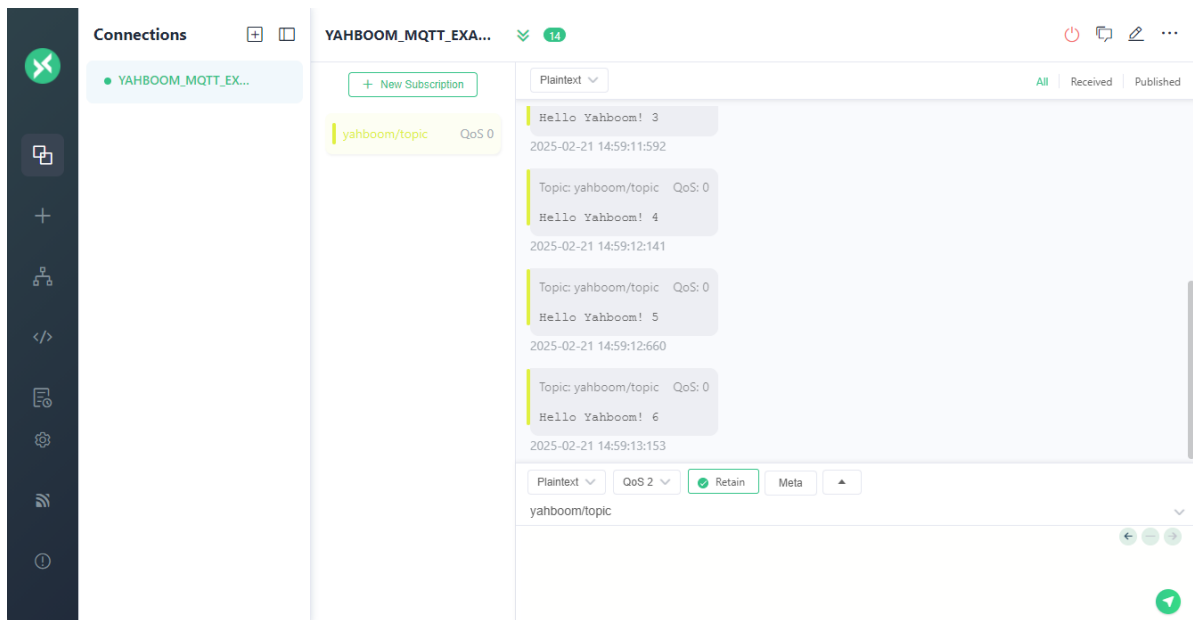 Connections
YAHBOOM_MQTT_EX...
YAHBOOM_MQTT_EXA...
14
+ New Subscription
yahboom/topic QoS 0
Plaintext
All
Received
Published
Hello Yahboom! 3
2025-02-21 14:59:11:592
Topic: yahboom/topic QoS: 0
Hello Yahboom! 4
2025-02-21 14:59:12:141
Topic: yahboom/topic QoS: 0
Hello Yahboom! 5
2025-02-21 14:59:12:660
Topic: yahboom/topic QoS: 0
Hello Yahboom! 6
2025-02-21 14:59:13:153
Plaintext QoS 2 Retain Meta
yahboom/topic